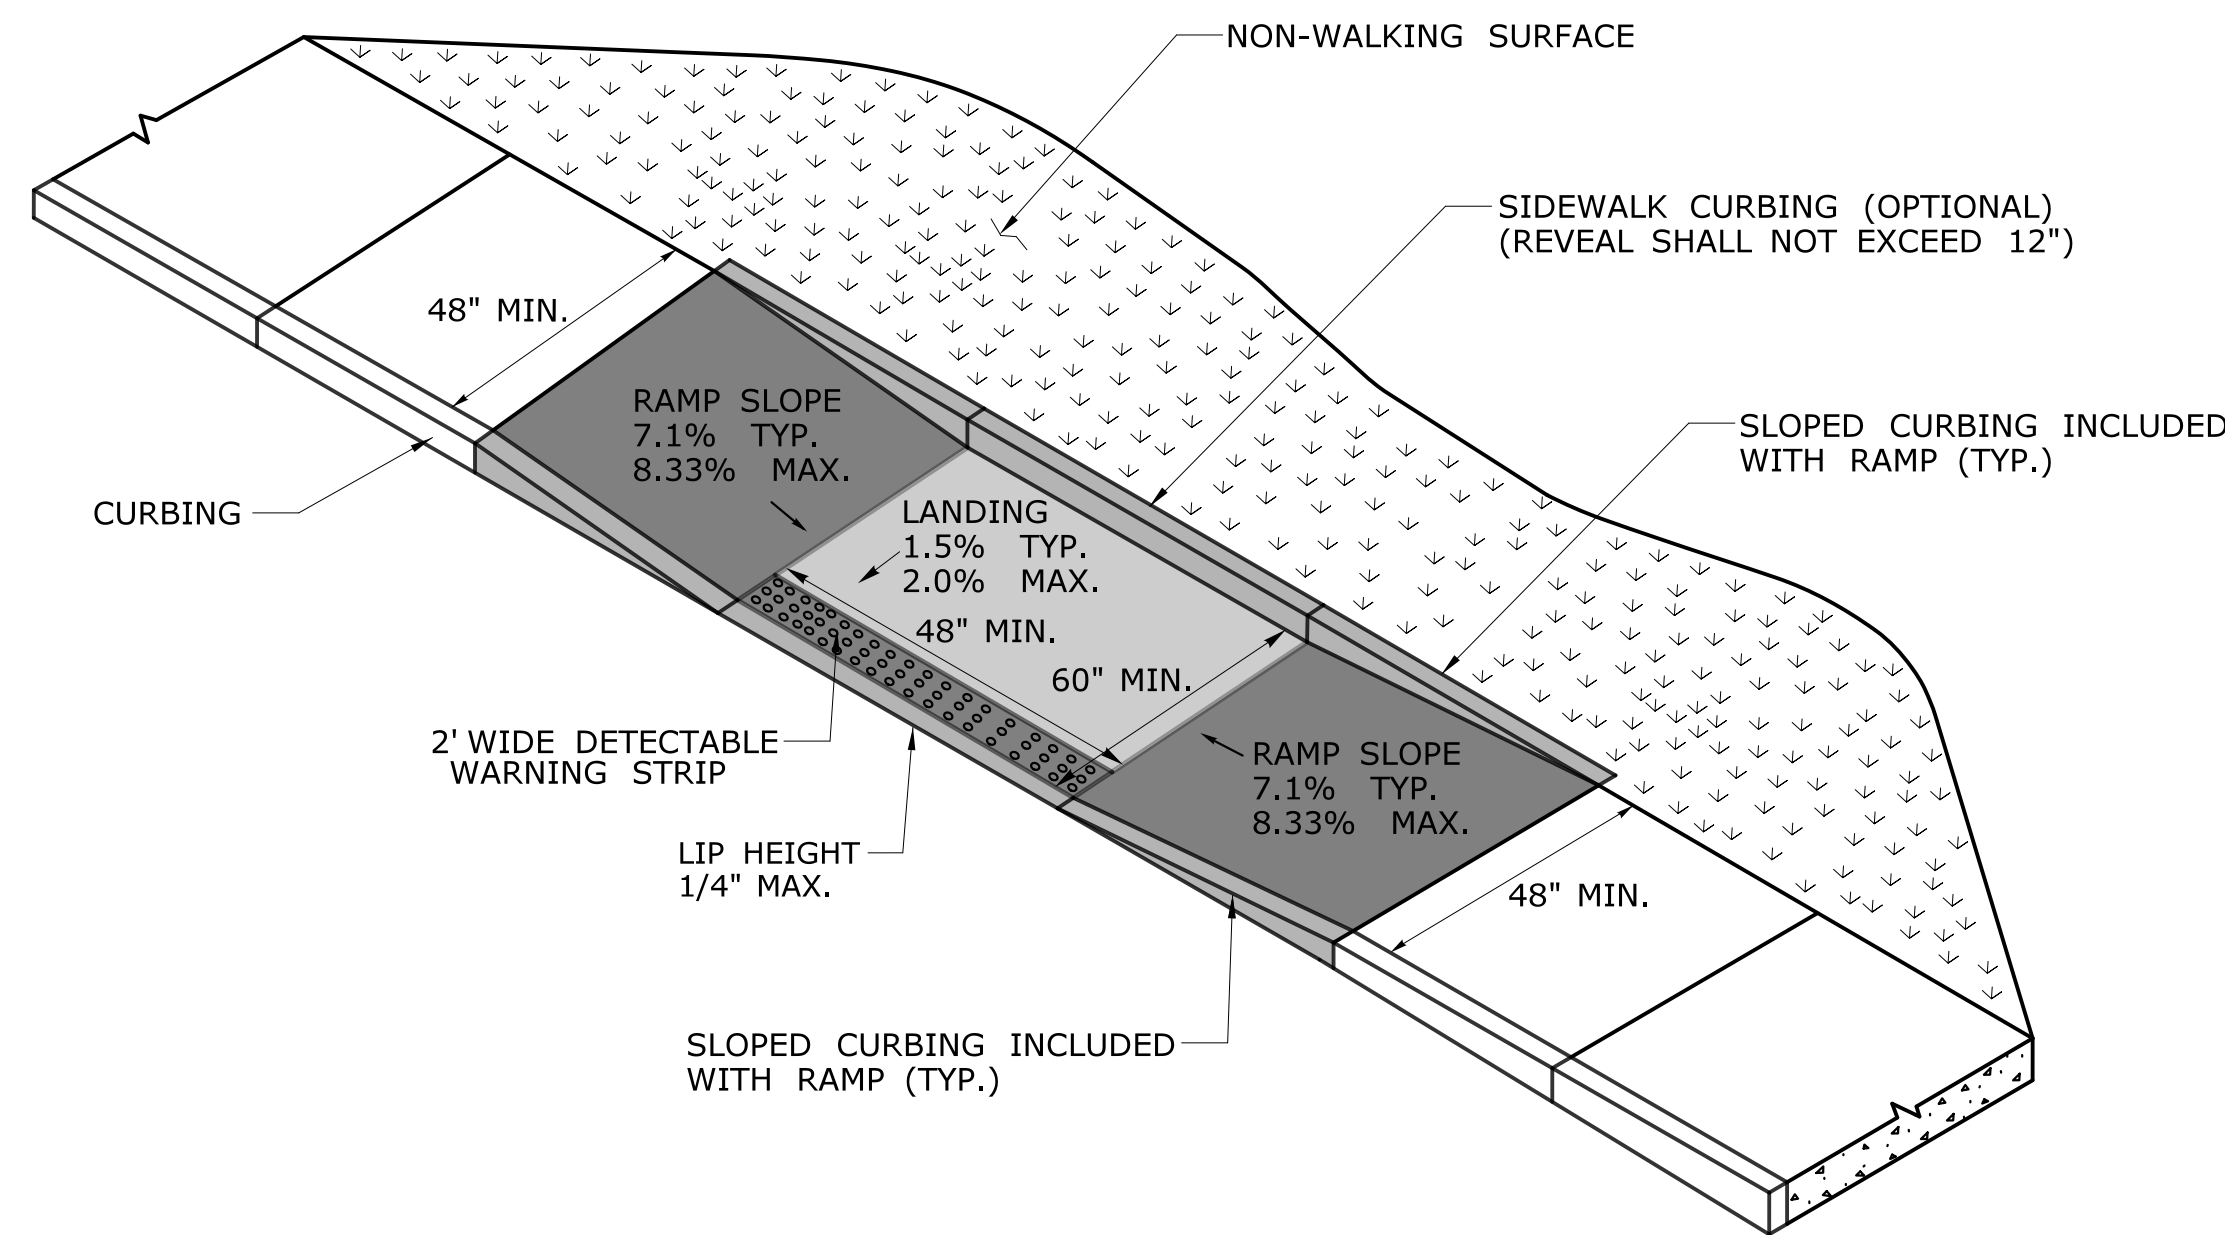 NON-WALKING SURFACE
SIDEWALK CURBING (OPTIONAL)
(REVEAL SHALL NOT EXCEED 12")
48" MIN.
RAMP SLOPE
7.1% TYP.
8.33% MAX.
SLOPED CURBING INCLUDED
WITH RAMP (TYP.)
CURBING
LANDING
1.5% TYP.
2.0% MAX.
48" MIN.
60" MIN.
2' WIDE DETECTABLE
WARNING STRIP
RAMP SLOPE
7.1% TYP.
8.33% MAX.
LIP HEIGHT
1/4" MAX.
48" MIN.
SLOPED CURBING INCLUDED
WITH RAMP (TYP.)